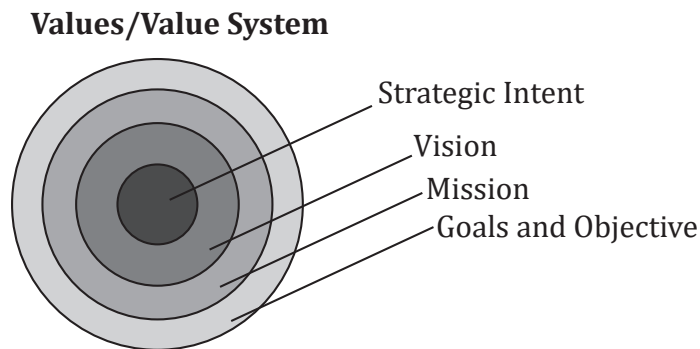 Values/Value System
Strategic Intent
Vision
Mission
Goals and Objective